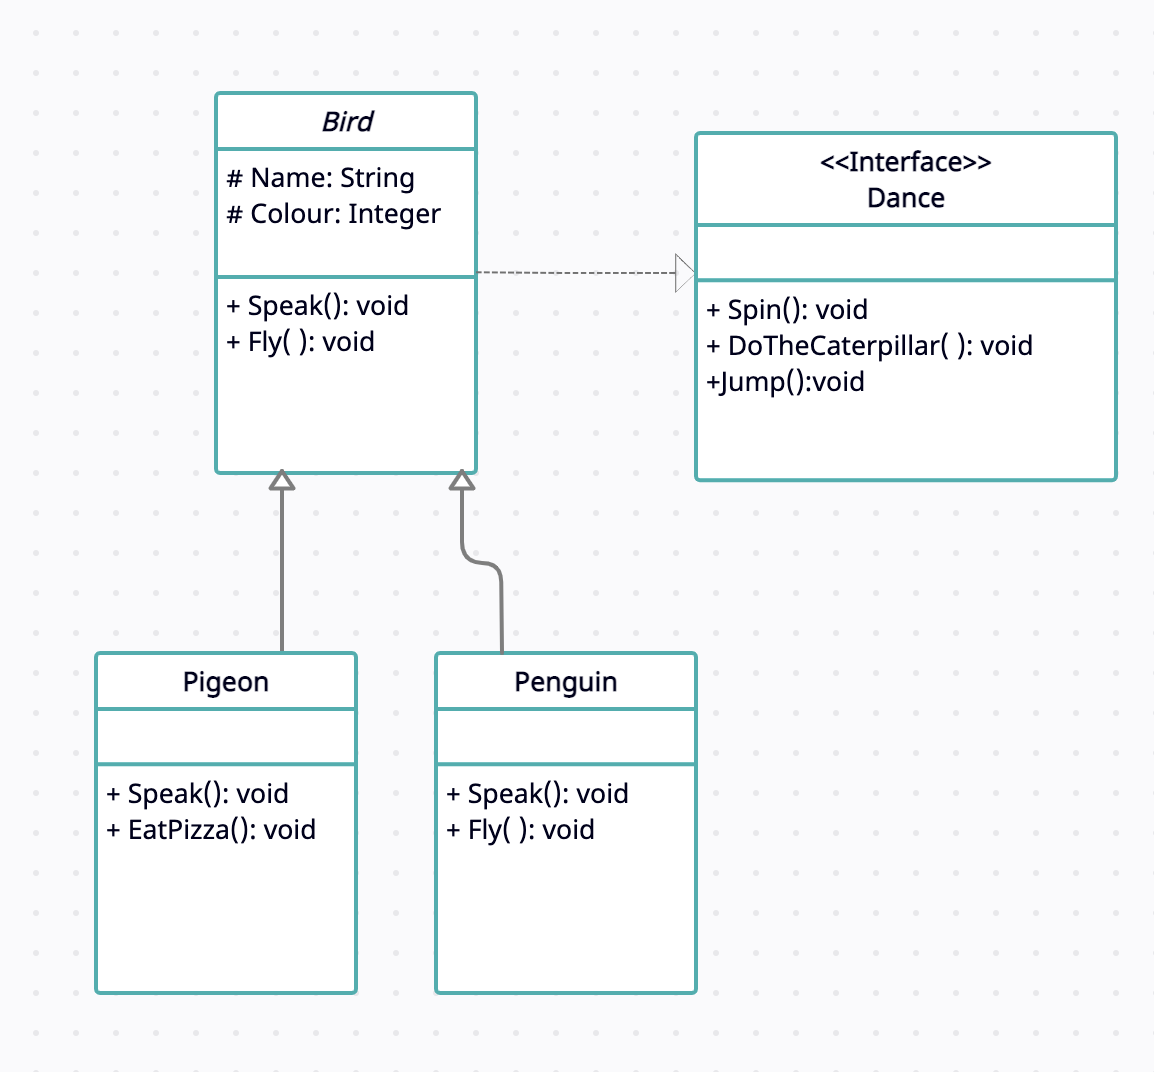 Bird
# Name: String
# Colour: Integer
+ Speak(): void
+ Fly( ): void
<<Interface>>
Dance
+ Spin(): void
+ DoTheCaterpillar( ): void
+Jump():void
Pigeon
+ Speak(): void
+ EatPizza(): void
Penguin
+ Speak(): void
+ Fly( ): void